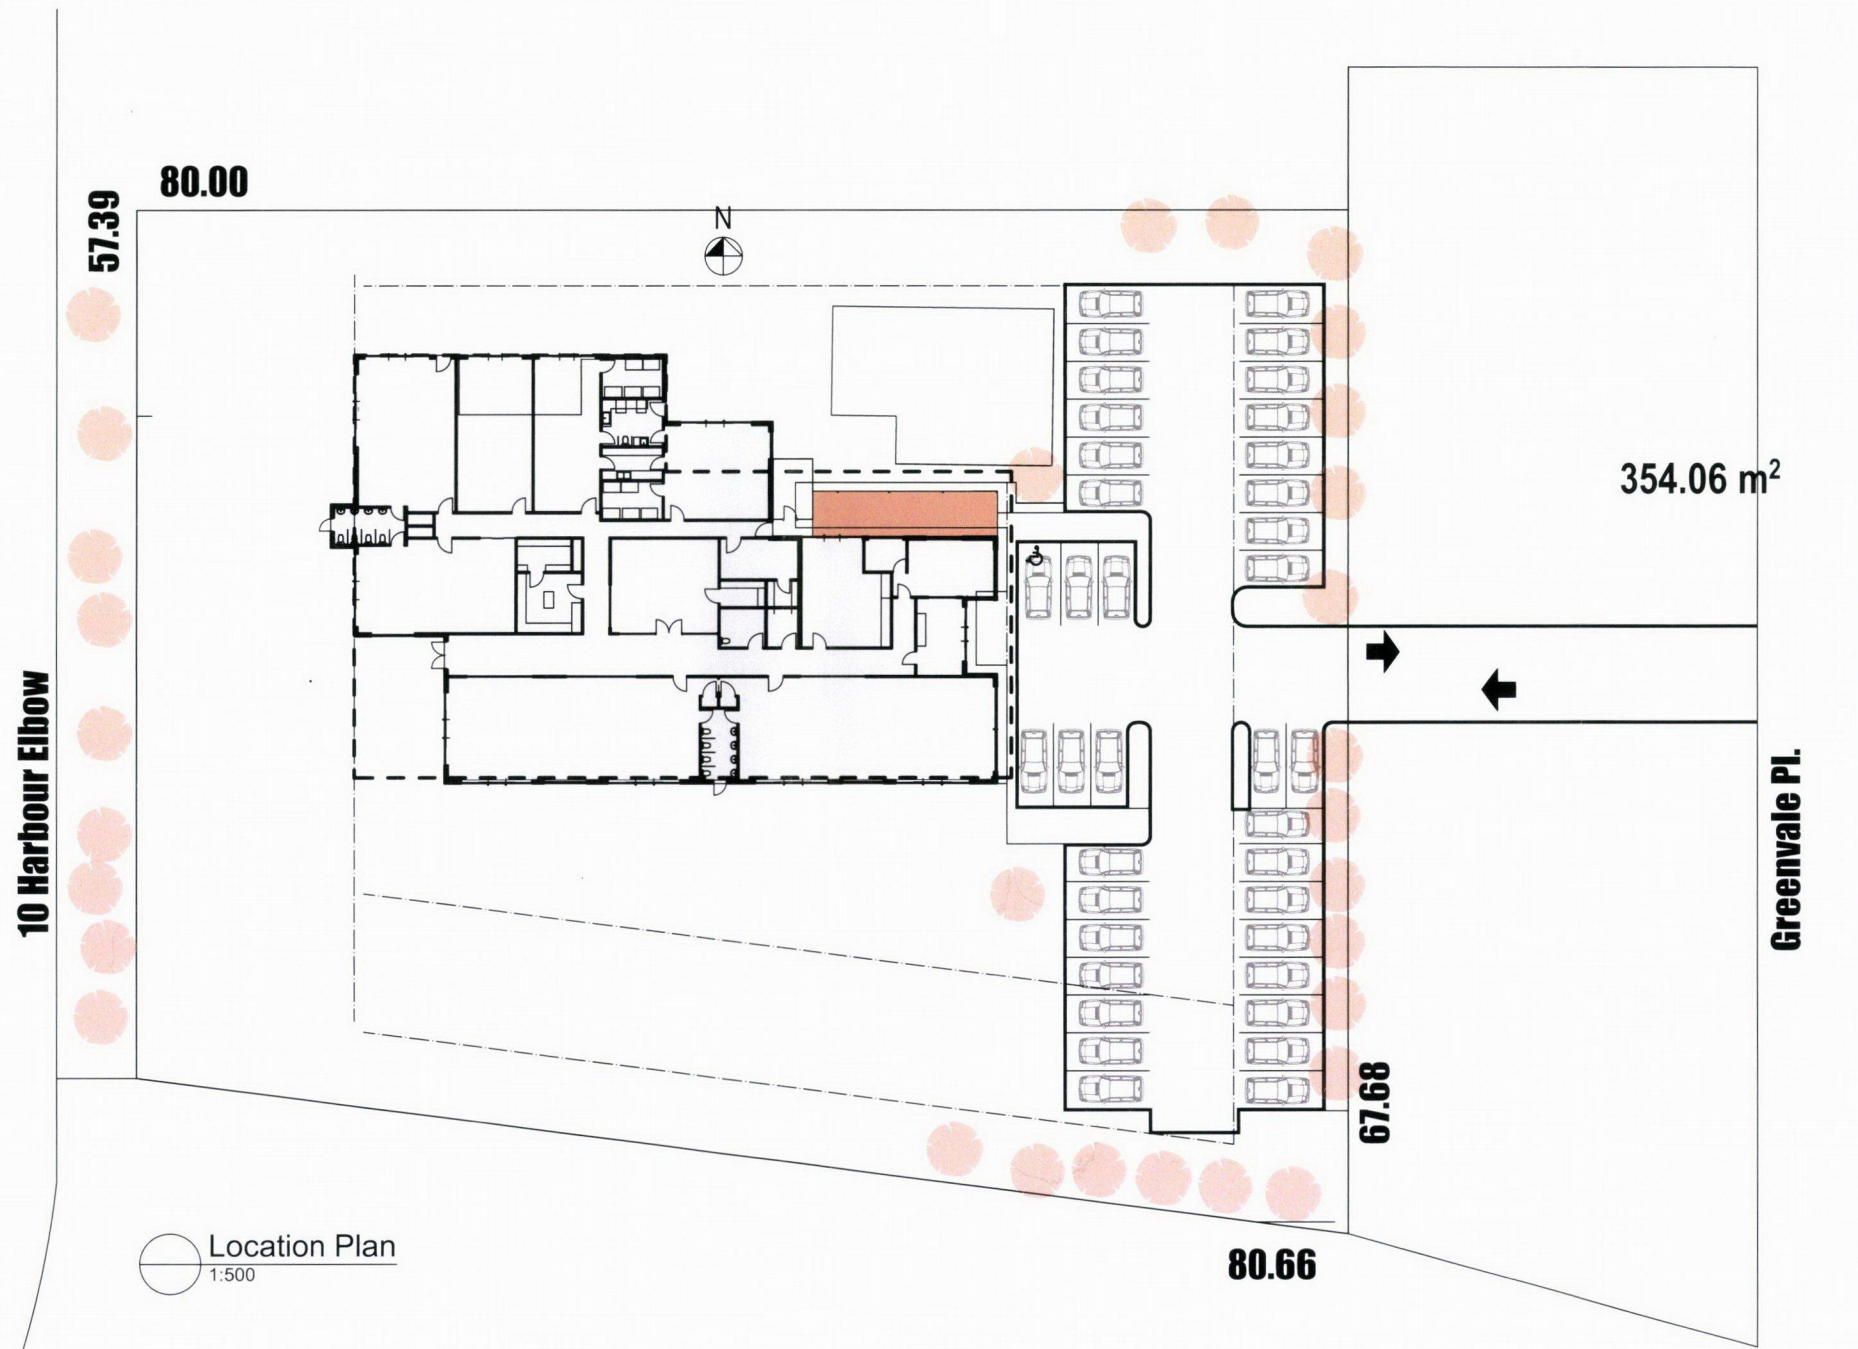 80.00
57.39
N
354.06 m²
10 Harbour Elbow
Greenvale Pl.
67.68
80.66
Location Plan
1:500